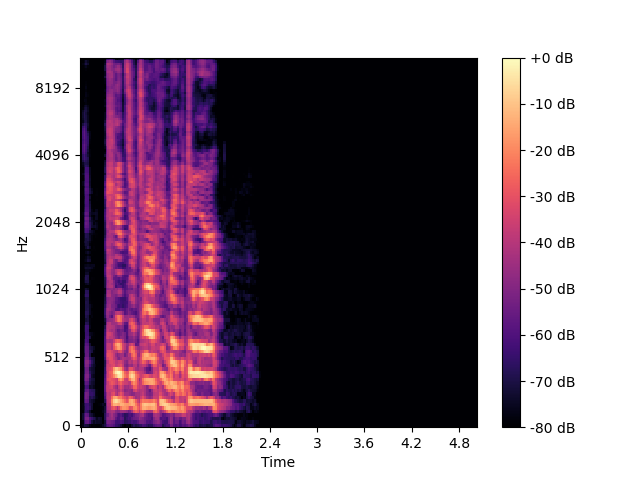 +0 dB
8192
-10 dB
4096
-20 dB
-30 dB
2048
Hz
-40 dB
1024
-50 dB
512
-60 dB
-70 dB
0
-80 dB
0 0.6 1.2 1.8 2.4 3 3.6 4.2 4.8
Time